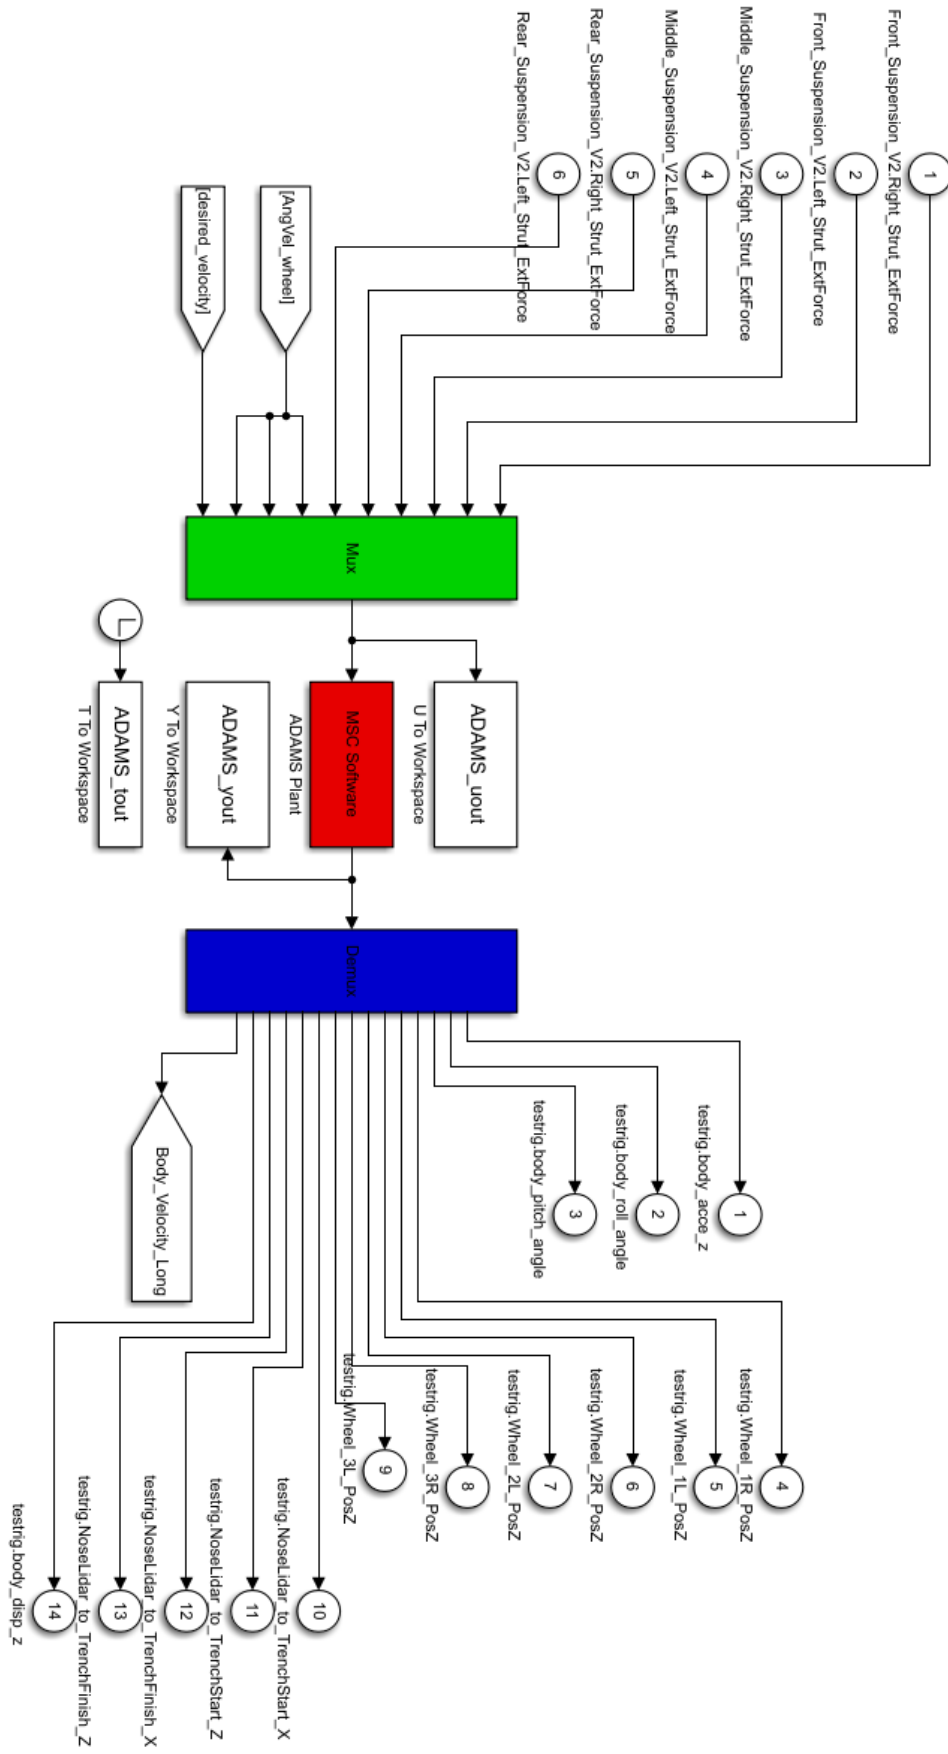 1
Front_Suspension_V2.Right_Strut_ExtForce
2
Front_Suspension_V2.Left_Strut_ExtForce
3
Middle_Suspension_V2.Right_Strut_ExtForce
4
Middle_Suspension_V2.Left_Strut_ExtForce
5
Rear_Suspension_V2.Right_Strut_ExtForce
6
Rear_Suspension_V2.Left_Strut_ExtForce
[AngVel_wheel]
[desired_velocity]
Mux
ADAMS_uout
U To Workspace
MSC Software
ADAMS Plant
ADAMS_yout
Y To Workspace
ADAMS_tout
T To Workspace
Demux
1
testrig.body_acce_z
2
testrig.body_roll_angle
3
testrig.body_pitch_angle
4
testrig.Wheel_1R_PosZ
5
testrig.Wheel_1L_PosZ
6
testrig.Wheel_2R_PosZ
7
testrig.Wheel_2L_PosZ
8
testrig.Wheel_3R_PosZ
9
testrig.Wheel_3L_PosZ
10
testrig.NoseLidar_to_TrenchStart_X
11
testrig.NoseLidar_to_TrenchStart_Z
12
testrig.NoseLidar_to_TrenchFinish_X
13
testrig.NoseLidar_to_TrenchFinish_Z
14
testrig.body_disp_z
Body_Velocity_Long